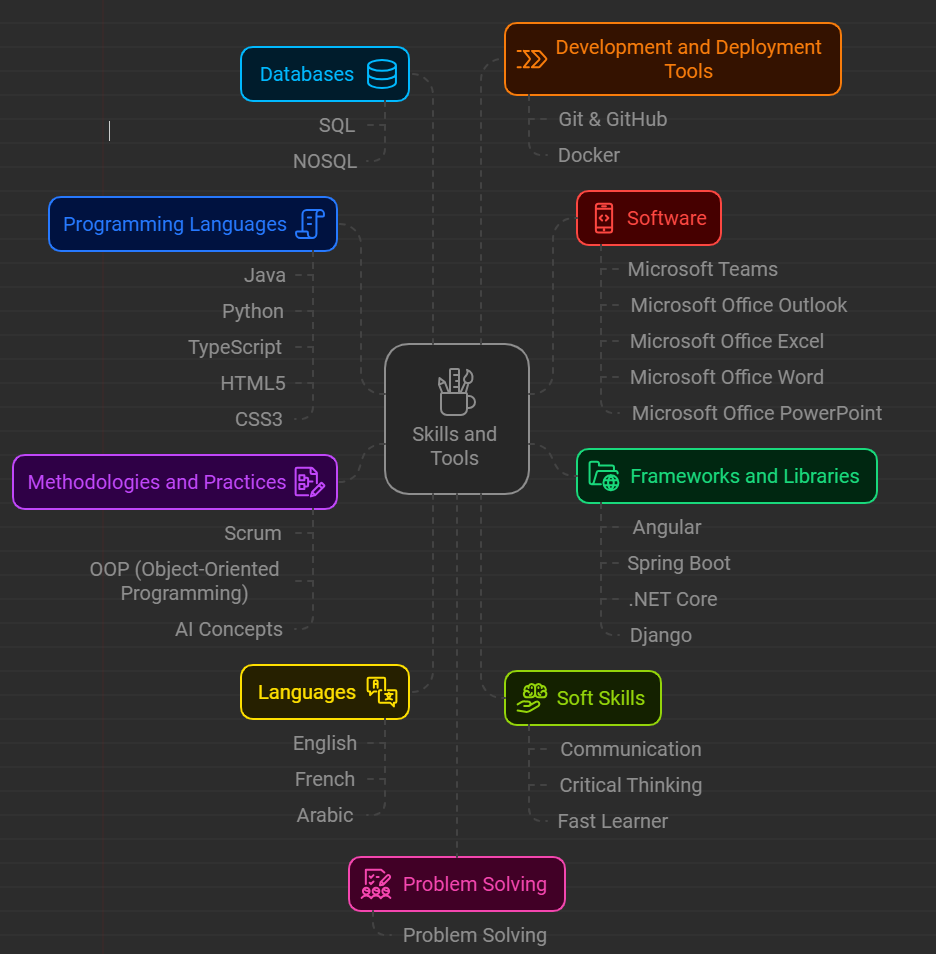 Databases
SQL
NOSQL
Development and Deployment
Tools
Git & GitHub
Docker
Programming Languages
Java
Python
TypeScript
HTML5
CSS3
Software
Microsoft Teams
Microsoft Office Outlook
Microsoft Office Excel
Microsoft Office Word
Microsoft Office PowerPoint
Skills and
Tools
Methodologies and Practices
Scrum
OOP (Object-Oriented
Programming)
AI Concepts
Frameworks and Libraries
Angular
Spring Boot
.NET Core
Django
Languages
English
French
Arabic
Soft Skills
Communication
Critical Thinking
Fast Learner
Problem Solving
Problem Solving